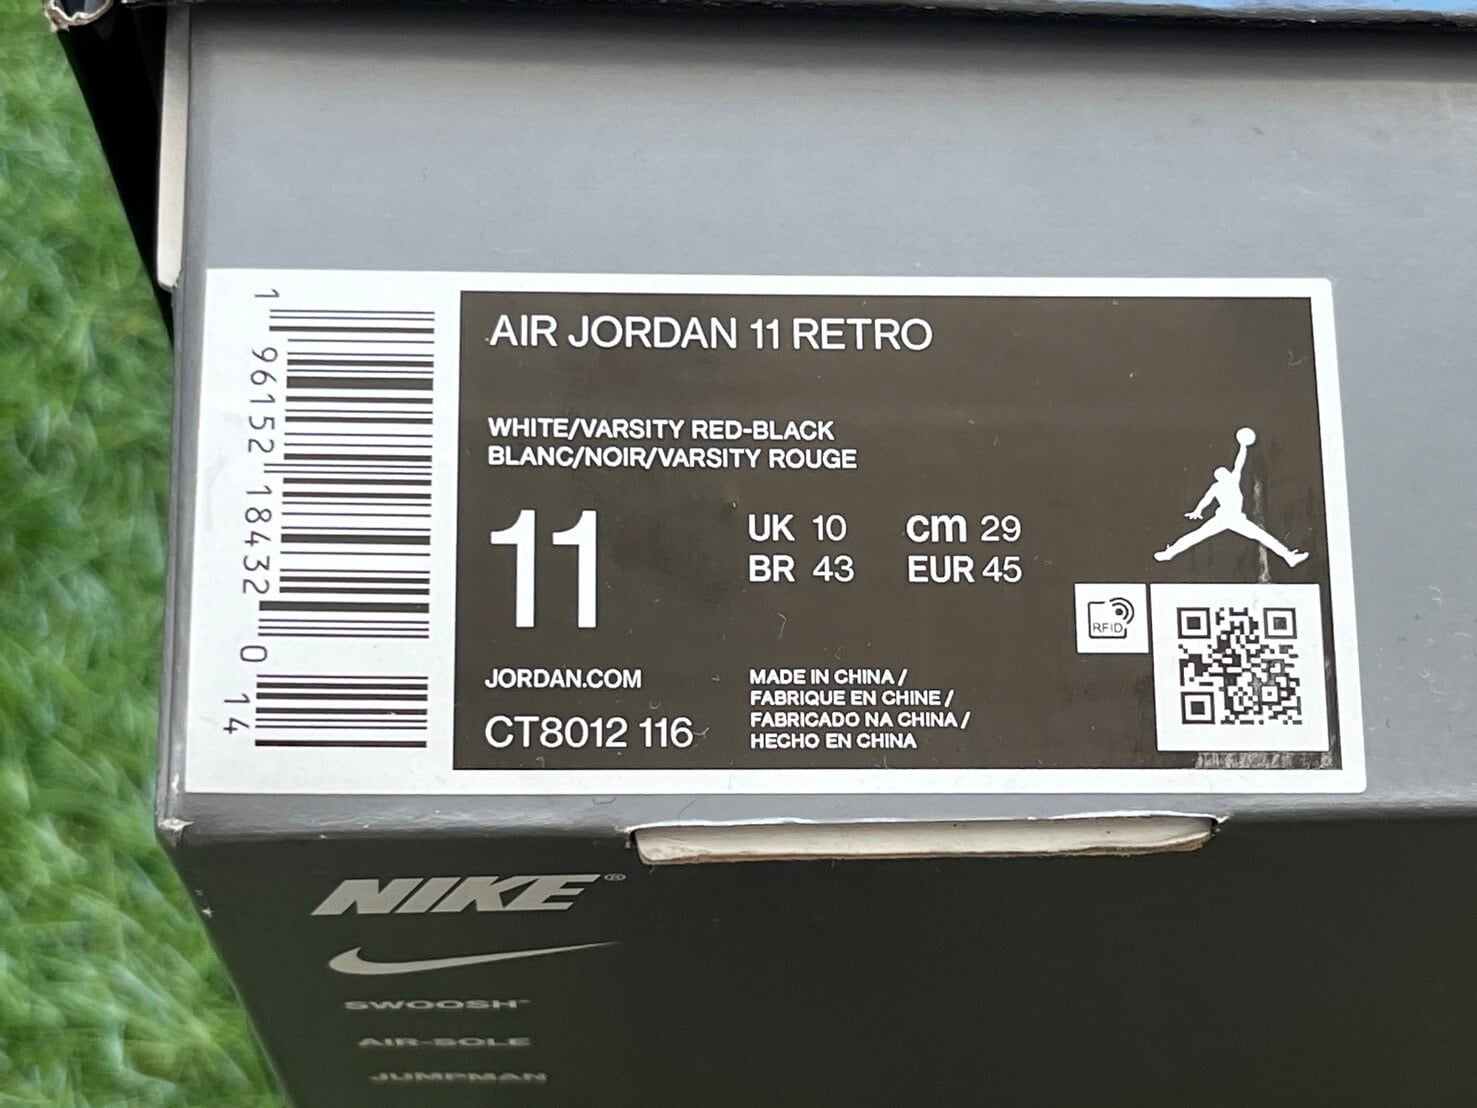 AIR JORDAN 11 RETRO
WHITE/VARSITY RED-BLACK
BLANC/NOIR/VARSITY ROUGE
11
UK 10 cm 29
BR 43 EUR 45
RFID
JORDAN.COM
CT8012 116
MADE IN CHINA /
FABRIQUE EN CHINE /
FABRICADO NA CHINA /
HECHO EN CHINA
1 96152 18432 0 14
NIKE®
SWOOSH®
AIR-SOLE
JUMPMAN